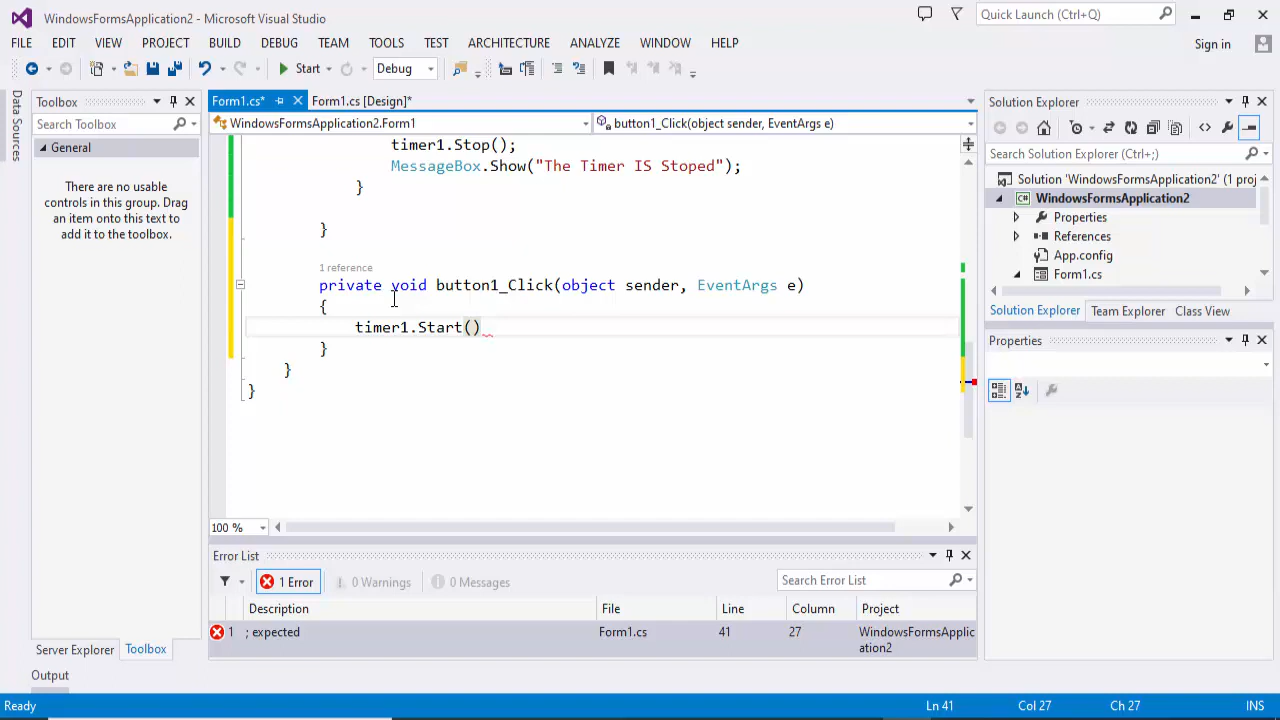 WindowsFormsApplication2 - Microsoft Visual Studio
Quick Launch (Ctrl+Q)
FILE EDIT VIEW PROJECT BUILD DEBUG TEAM TOOLS TEST ARCHITECTURE ANALYZE WINDOW HELP
Sign in
Start Debug
Data Sources
Toolbox
Search Toolbox
General
There are no usable
controls in this group. Drag
an item onto this text to
add it to the toolbox.
Server Explorer Toolbox
Form1.cs* Form1.cs [Design]*
WindowsFormsApplication2.Form1 button1_Click(object sender, EventArgs e)
timer1.Stop();
MessageBox.Show("The Timer IS Stoped");
}
}
1 reference
private void button1_Click(object sender, EventArgs e)
{
timer1.Start()
}
}
}
100 %
Error List
1 Error 0 Warnings 0 Messages
Search Error List
Description File Line Column Project
1 ; expected Form1.cs 41 27 WindowsFormsApplic
ation2
Solution Explorer
Search Solution Explorer (Ctrl+;)
Solution 'WindowsFormsApplication2' (1 proj
WindowsFormsApplication2
Properties
References
App.config
Form1.cs
Solution Explorer Team Explorer Class View
Properties
Output
Ready Ln 41 Col 27 Ch 27 INS